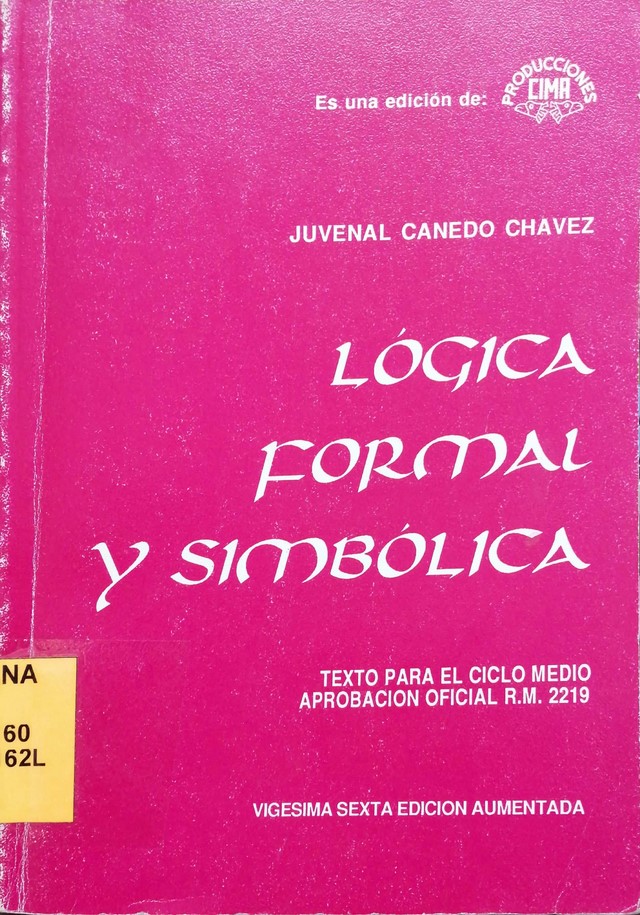 Es una edición de:
PRODUCCIONES
CIMA
JUVENAL CANEDO CHAVEZ
LÓGICA
FORMAL
Y SIMBÓLICA
TEXTO PARA EL CICLO MEDIO
APROBACION OFICIAL R.M. 2219
NA
60
62L
VIGESIMA SEXTA EDICION AUMENTADA